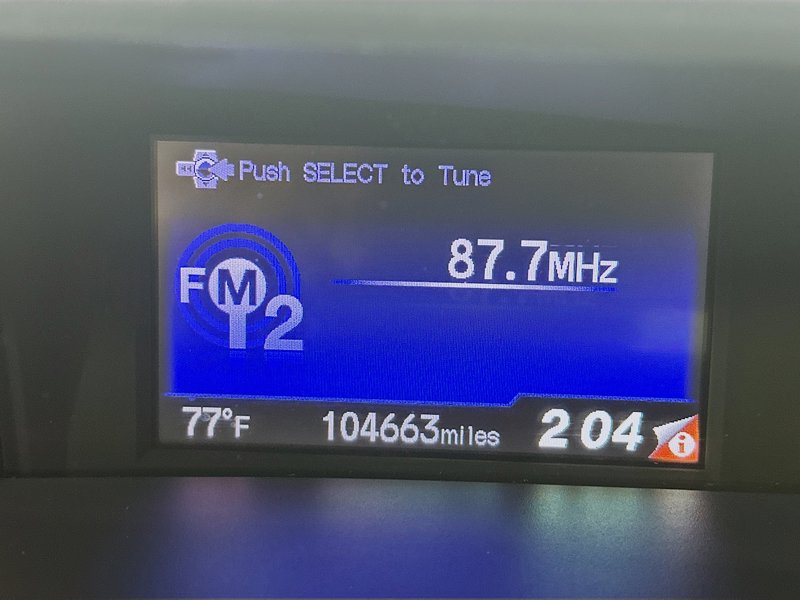 Push SELECT to Tune
87.7MHz
FM2
77°F 104663miles 2 04 i